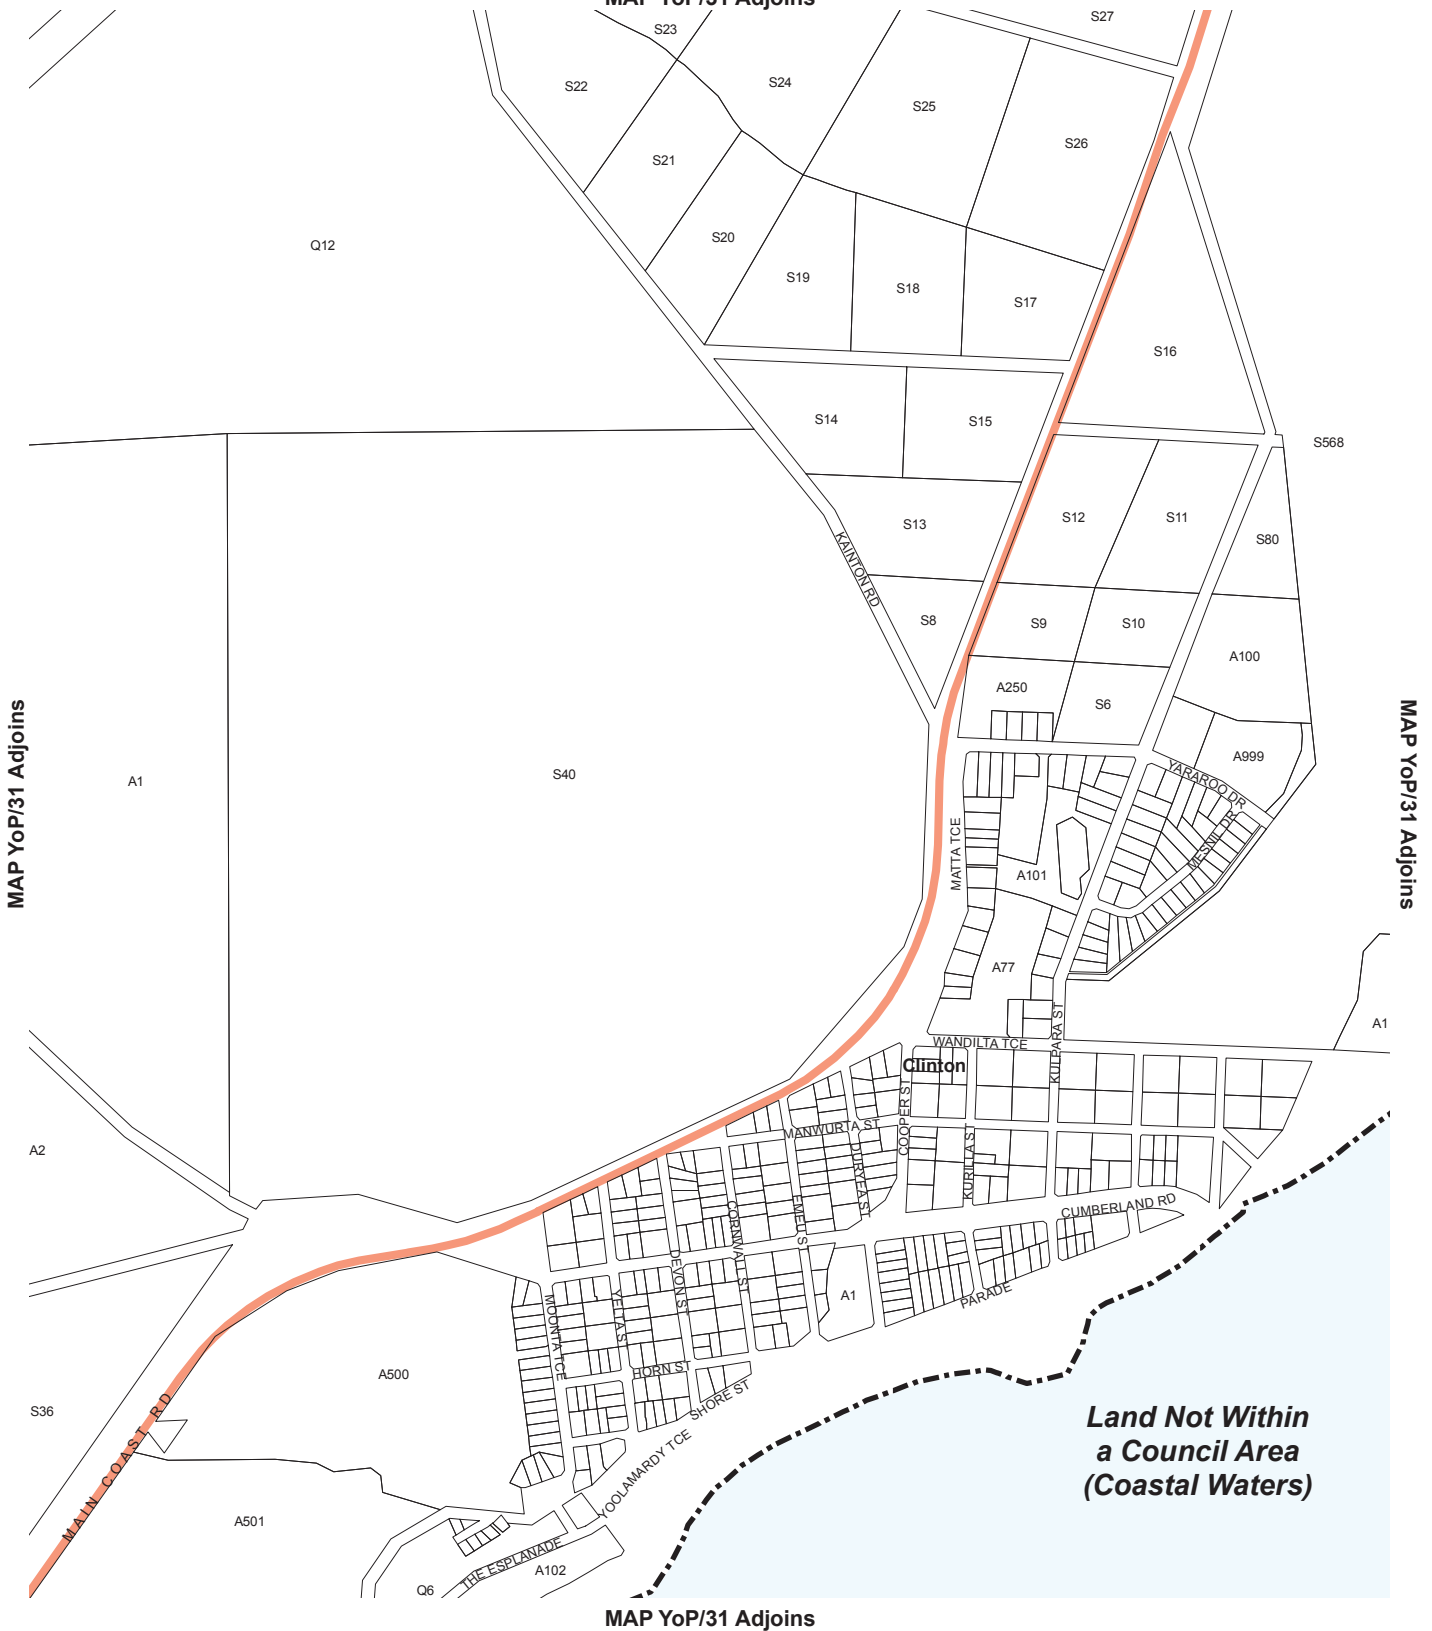 MAP YoP/31 Adjoins
S27
S23
S22
S24
S25
S26
S21
S20
Q12
S19
S18
S17
S16
S14
S15
S568
S13
S12
S11
S80
KAINTON RD
S8
S9
S10
A100
A250
S6
MAP YoP/31 Adjoins
MAP YoP/31 Adjoins
A1
S40
A999
YARAROO DR
MESNIL DR
MATTA TCE
A101
A77
A1
KULPARA ST
WANDILTA TCE
Clinton
COOPER ST
MANWURTA ST
DURYEA ST
KURILLA ST
A2
CUMBERLAND RD
EMEU ST
CORNWALL ST
DEVON ST
YELTA ST
MOONTA TCE
A1
PARADE
HORN ST
SHORE ST
A500
S36
MAIN COAST RD
YOOLAMARDY TCE
Land Not Within
a Council Area
(Coastal Waters)
A501
THE ESPLANADE
A102
Q6
MAP YoP/31 Adjoins